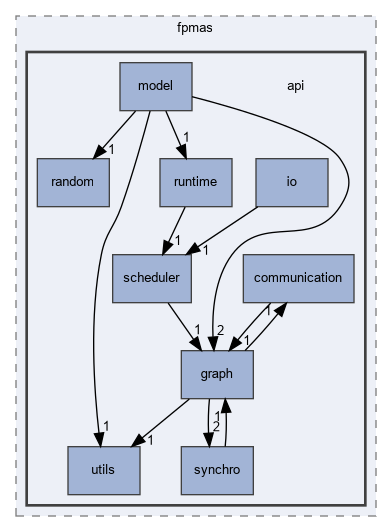 fpmas
model
api
1
1
random
runtime
io
1
1
scheduler
communication
1
2
1
1
graph
1
2
1
1
utils
synchro